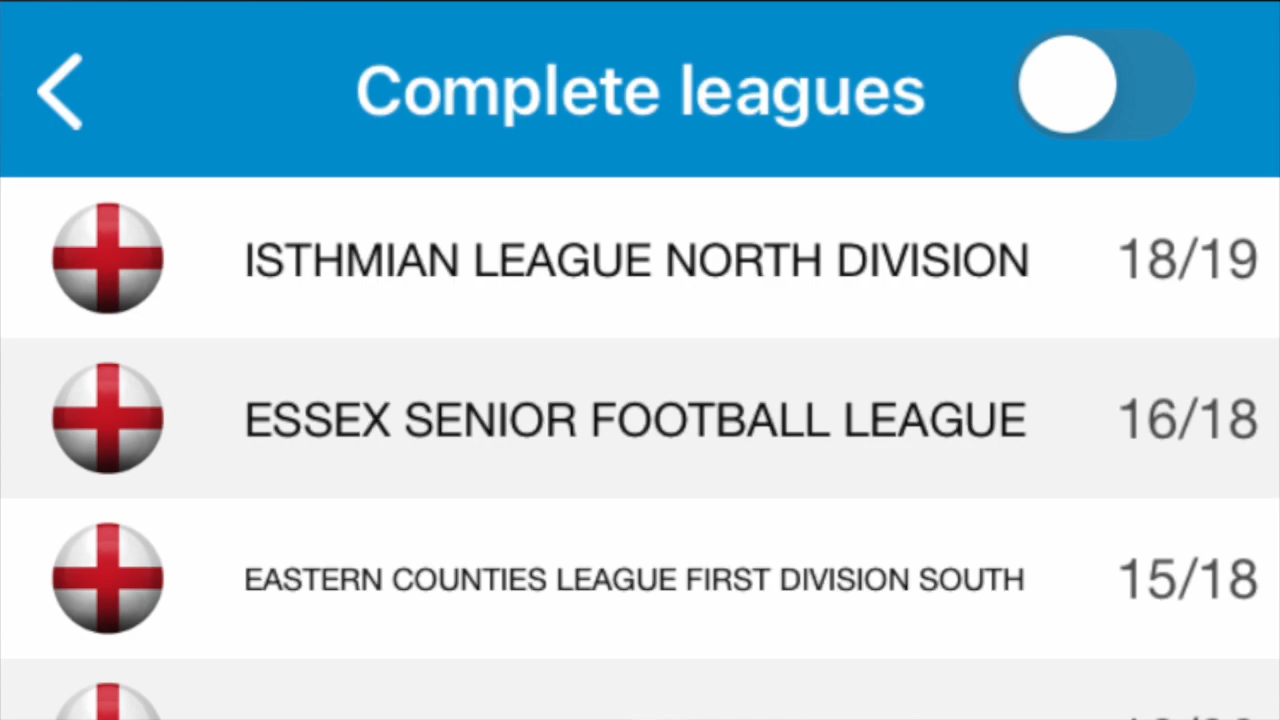 Complete leagues
ISTHMIAN LEAGUE NORTH DIVISION 18/19
ESSEX SENIOR FOOTBALL LEAGUE 16/18
EASTERN COUNTIES LEAGUE FIRST DIVISION SOUTH 15/18